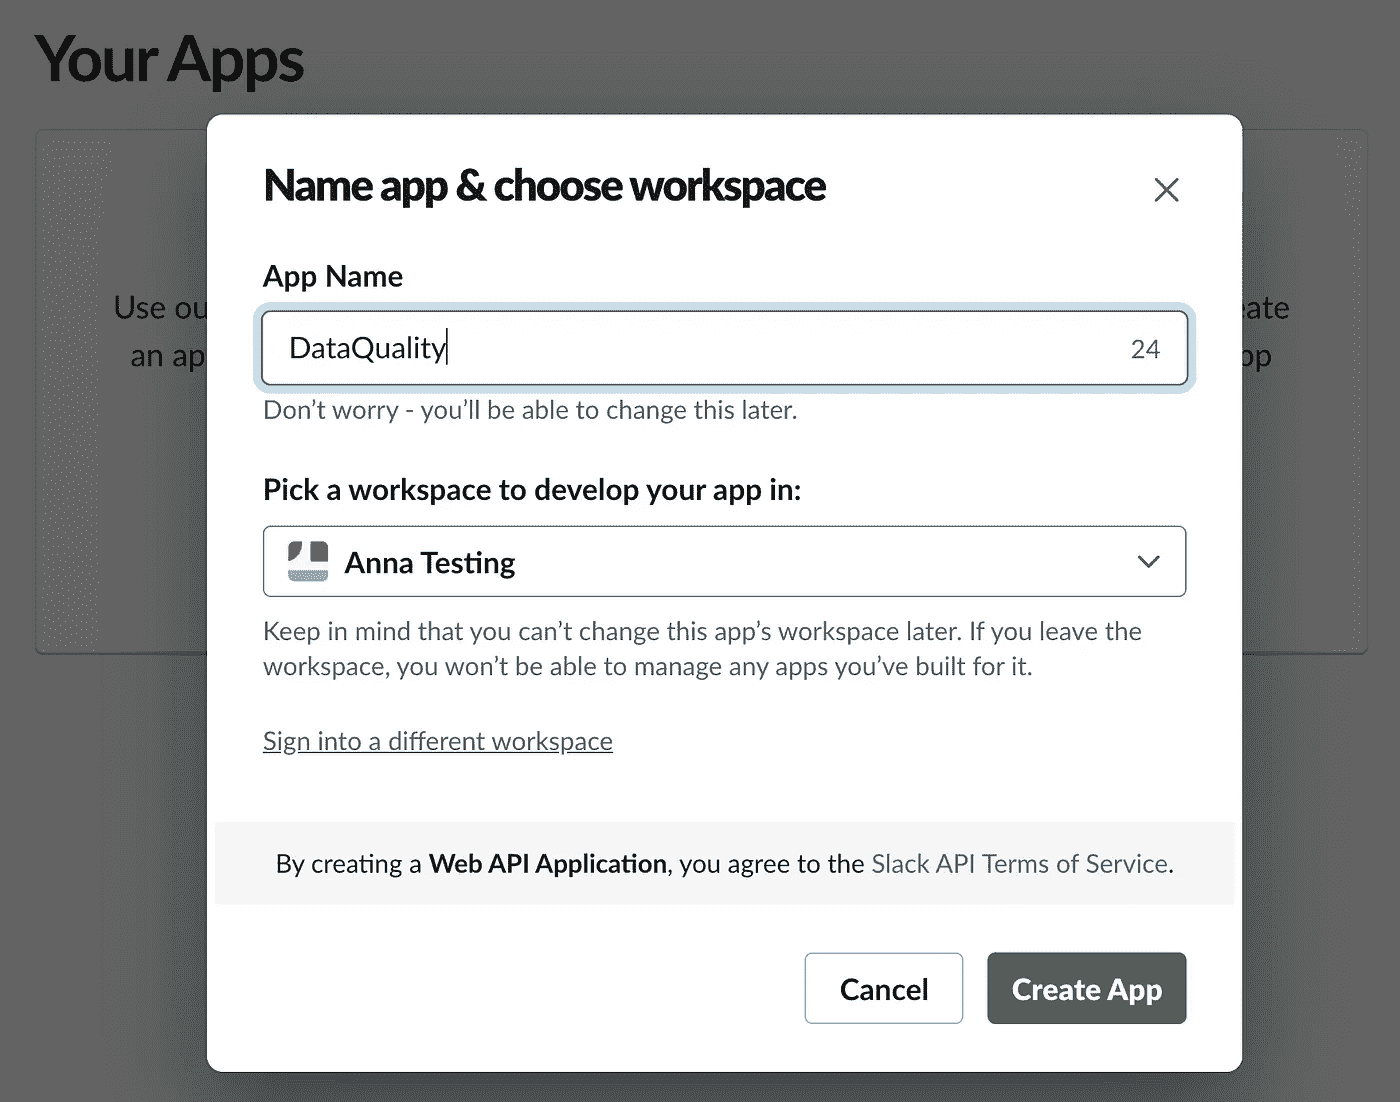 Your Apps
Name app & choose workspace
App Name
Use
DataQuality
24
an
Don’t worry - you’ll be able to change this later.
Pick a workspace to develop your app in:
Anna Testing
Keep in mind that you can’t change this app’s workspace later. If you leave the
workspace, you won’t be able to manage any apps you’ve built for it.
Sign into a different workspace
By creating a Web API Application, you agree to the Slack API Terms of Service.
Cancel
Create App